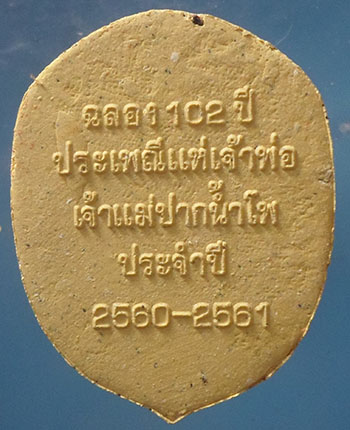 ฉลอง 102 ปี
ประเพณีแห่เจ้าพ่อ
เจ้าแม่ปากน้ำโพ
ประจำปี
2560-2561